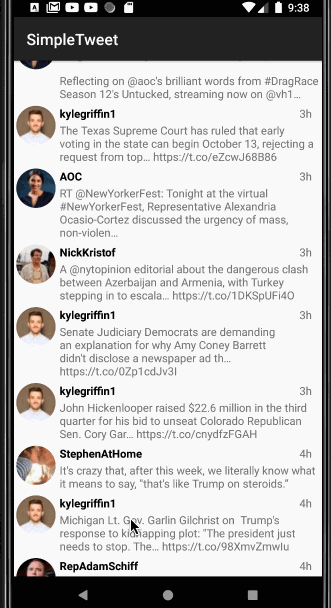 9:38
SimpleTweet
Reflecting on @aoc's brilliant words from #DragRace
Season 12's Untucked, streaming now on @vh1…
kylegriffin1 3h
The Texas Supreme Court has ruled that early
voting in the state can begin October 13, rejecting a
request from top… https://t.co/eZcwJ68B86
AOC 3h
RT @NewYorkerFest: Tonight at the virtual
#NewYorkerFest, Representative Alexandria
Ocasio-Cortez discussed the urgency of mass,
non-violen…
NickKristof 3h
A @nytopinion editorial about the dangerous clash
between Azerbaijan and Armenia, with Turkey
stepping in to escala… https://t.co/1DKSpUFi4O
kylegriffin1 3h
Senate Judiciary Democrats are demanding
an explanation for why Amy Coney Barrett
didn't disclose a newspaper ad th…
https://t.co/0Zp1cdJv3I
kylegriffin1 3h
John Hickenlooper raised $22.6 million in the third
quarter for his bid to unseat Colorado Republican
Sen. Cory Gar… https://t.co/cnydfzFGAH
StephenAtHome 4h
It's crazy that, after this week, we literally know what
it means to say, "that's like Trump on steroids."
kylegriffin1 4h
Michigan Lt. Gov. Garlin Gilchrist on Trump's
response to kidnapping plot: "The president just
needs to stop. The… https://t.co/98XmvZmwIu
RepAdamSchiff 4h